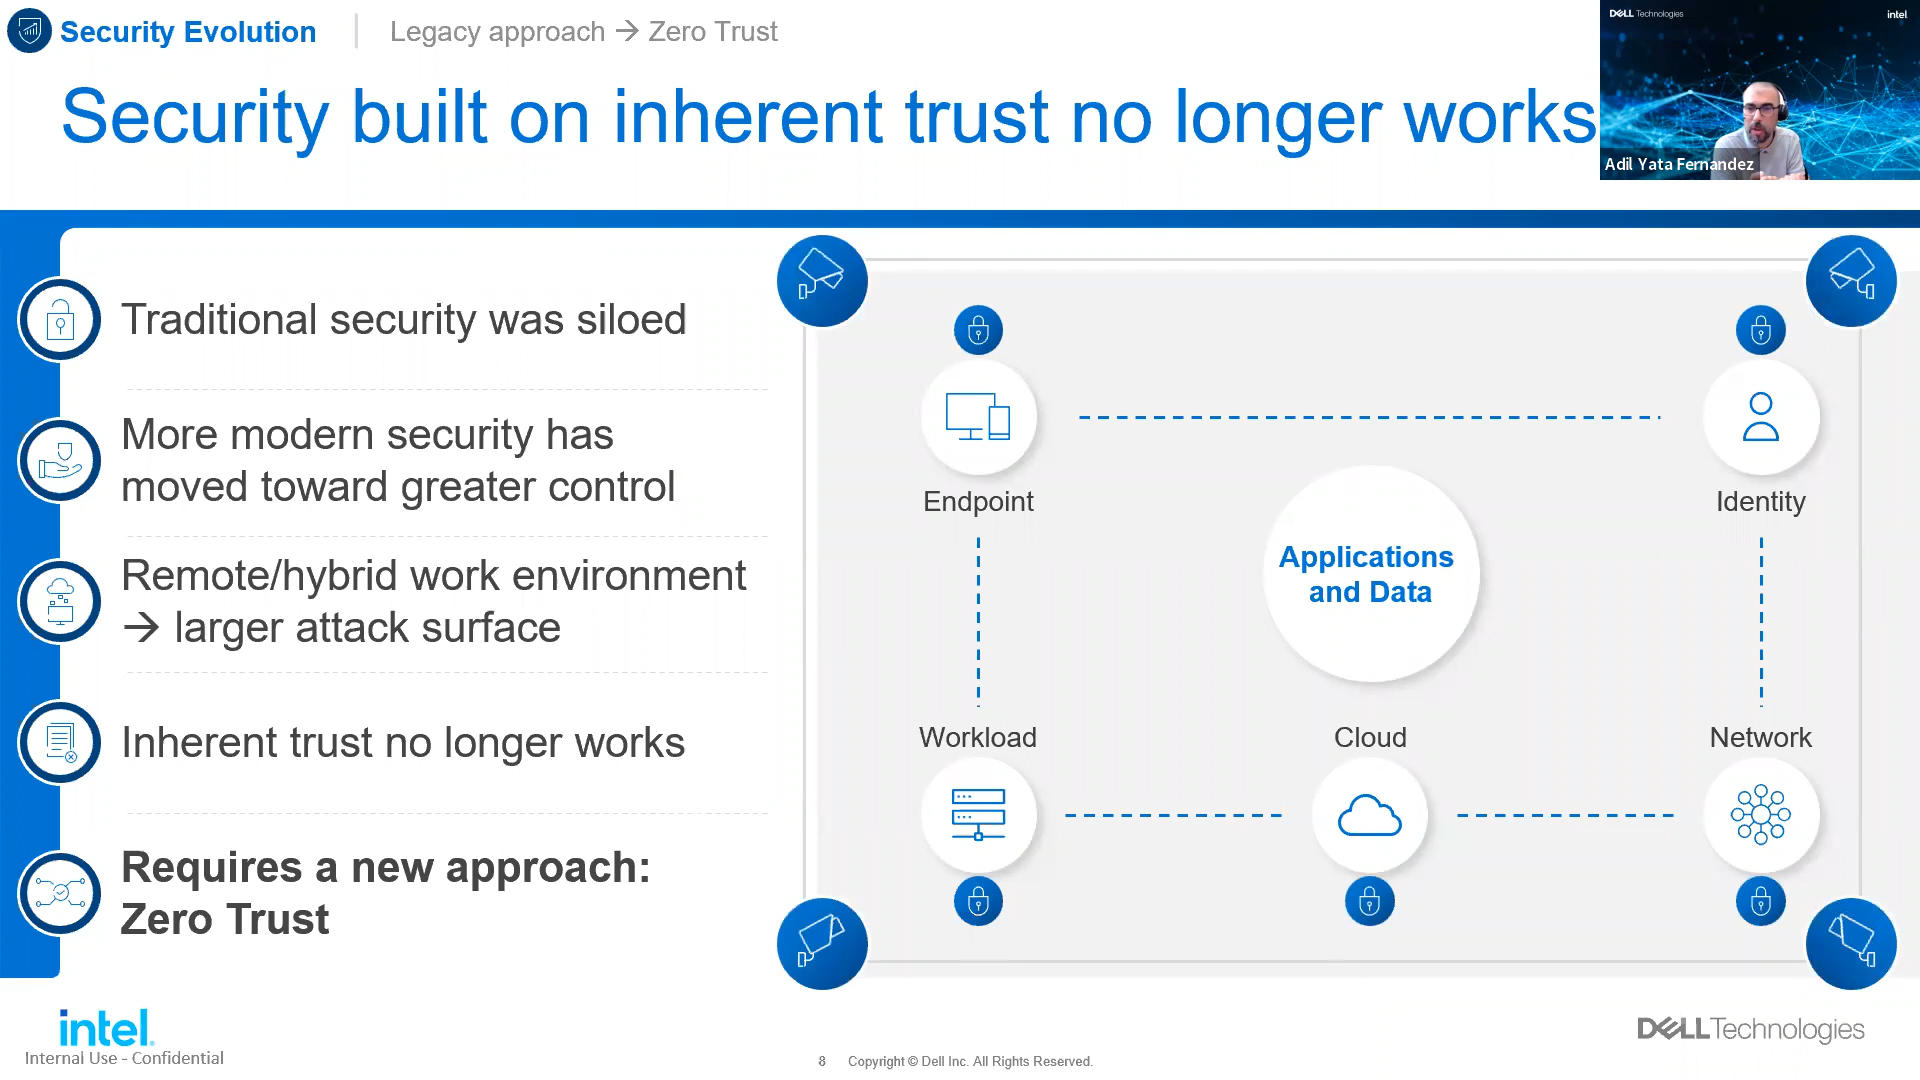 Security Evolution
Legacy approach → Zero Trust
DELL Technologies
intel
Security built on inherent trust no longer works
Adil Yata Fernandez
Traditional security was siloed
More modern security has
moved toward greater control
Remote/hybrid work environment
→ larger attack surface
Inherent trust no longer works
Requires a new approach:
Zero Trust
Endpoint
Identity
Applications
and Data
Workload
Cloud
Network
intel.
Internal Use - Confidential
8
Copyright © Dell Inc. All Rights Reserved.
DELL Technologies